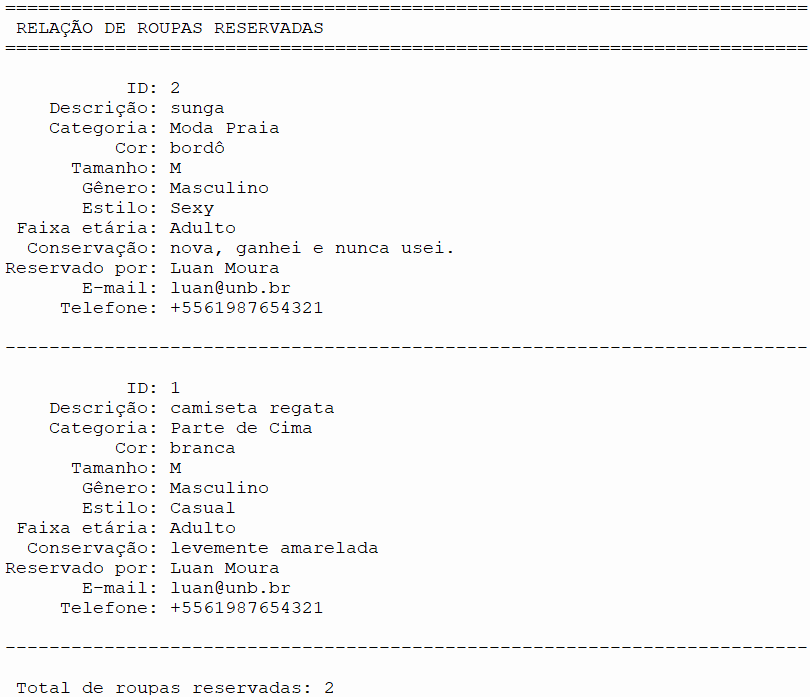 =========================================================================
RELAÇÃO DE ROUPAS RESERVADAS
=========================================================================
ID: 2
Descrição: sunga
Categoria: Moda Praia
Cor: bordô
Tamanho: M
Gênero: Masculino
Estilo: Sexy
Faixa etária: Adulto
Conservação: nova, ganhei e nunca usei.
Reservado por: Luan Moura
E-mail: luan@unb.br
Telefone: +5561987654321
-------------------------------------------------------------------------
ID: 1
Descrição: camiseta regata
Categoria: Parte de Cima
Cor: branca
Tamanho: M
Gênero: Masculino
Estilo: Casual
Faixa etária: Adulto
Conservação: levemente amarelada
Reservado por: Luan Moura
E-mail: luan@unb.br
Telefone: +5561987654321
-------------------------------------------------------------------------
Total de roupas reservadas: 2